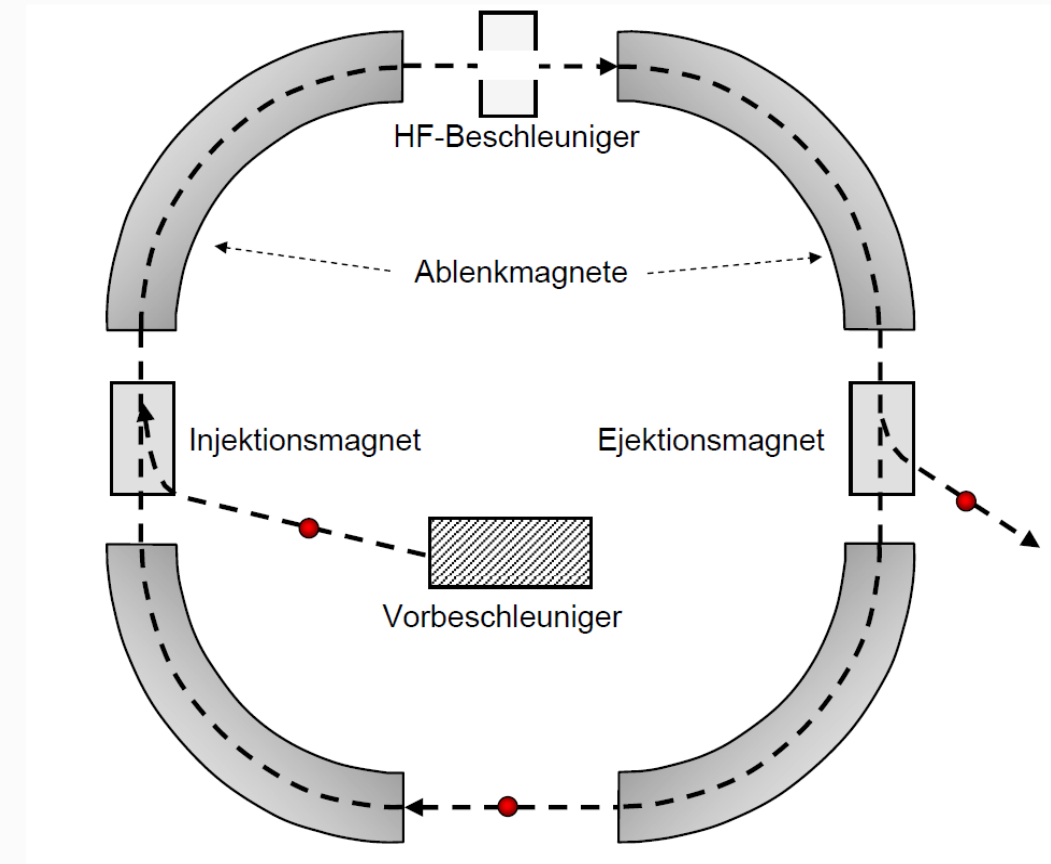 HF-Beschleuniger
Ablenkmagnete
Injektionsmagnet
Ejektionsmagnet
Vorbeschleuniger